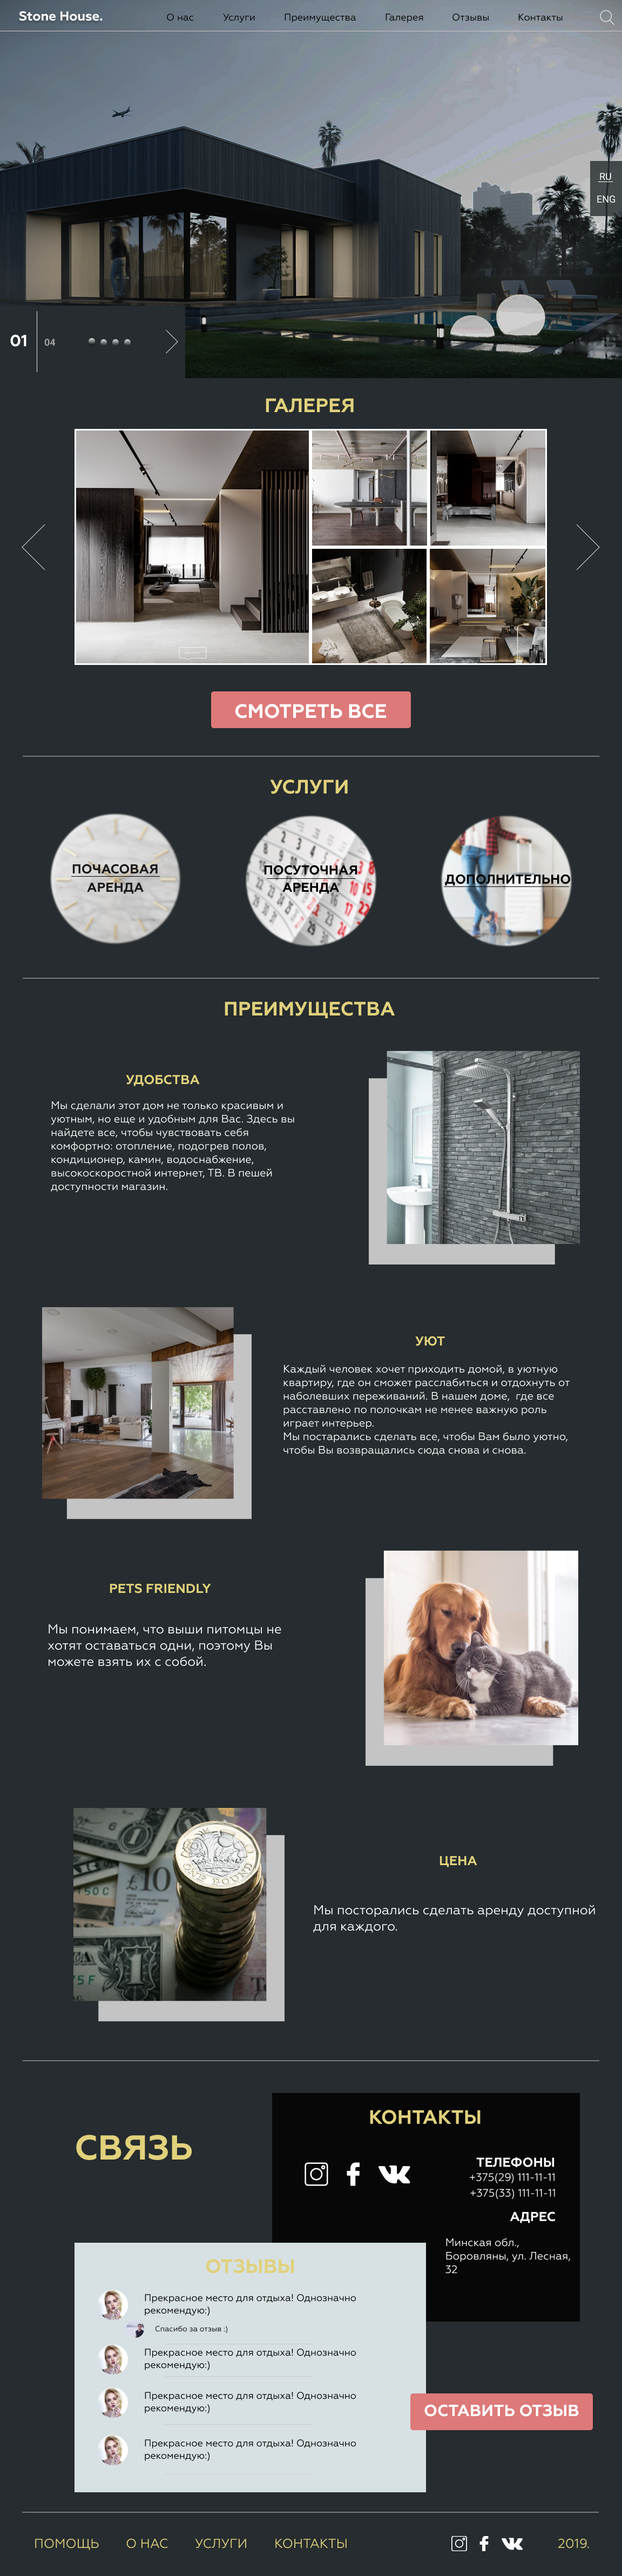 Stone House.
О нас Услуги Преимущества Галерея Отзывы Контакты
RU
ENG
01 04
ГАЛЕРЕЯ
СМОТРЕТЬ ВСЕ
УСЛУГИ
ПОЧАСОВАЯ
АРЕНДА
ПОСУТОЧНАЯ
АРЕНДА
ДОПОЛНИТЕЛЬНО
ПРЕИМУЩЕСТВА
УДОБСТВА
Мы сделали этот дом не только красивым и
уютным, но еще и удобным для Вас. Здесь вы
найдете все, чтобы чувствовать себя
комфортно: отопление, подогрев полов,
кондиционер, камин, водоснабжение,
высокоскоростной интернет, ТВ. В пешей
доступности магазин.
УЮТ
Каждый человек хочет приходить домой, в уютную
квартиру, где он сможет расслабиться и отдохнуть от
наболевших переживаний. В нашем доме, где все
расставлено по полочкам не менее важную роль
играет интерьер.
Мы постарались сделать все, чтобы Вам было уютно,
чтобы Вы возвращались сюда снова и снова.
PETS FRIENDLY
Мы понимаем, что выши питомцы не
хотят оставаться одни, поэтому Вы
можете взять их с собой.
ЦЕНА
Мы посторались сделать аренду доступной
для каждого.
СВЯЗЬ
КОНТАКТЫ
ТЕЛЕФОНЫ
+375(29) 111-11-11
+375(33) 111-11-11
АДРЕС
Минская обл.,
Боровляны, ул. Лесная,
32
ОТЗЫВЫ
Прекрасное место для отдыха! Однозначно
рекомендую:)
Спасибо за отзыв :)
Прекрасное место для отдыха! Однозначно
рекомендую:)
Прекрасное место для отдыха! Однозначно
рекомендую:)
Прекрасное место для отдыха! Однозначно
рекомендую:)
ОСТАВИТЬ ОТЗЫВ
ПОМОЩЬ О НАС УСЛУГИ КОНТАКТЫ 2019.